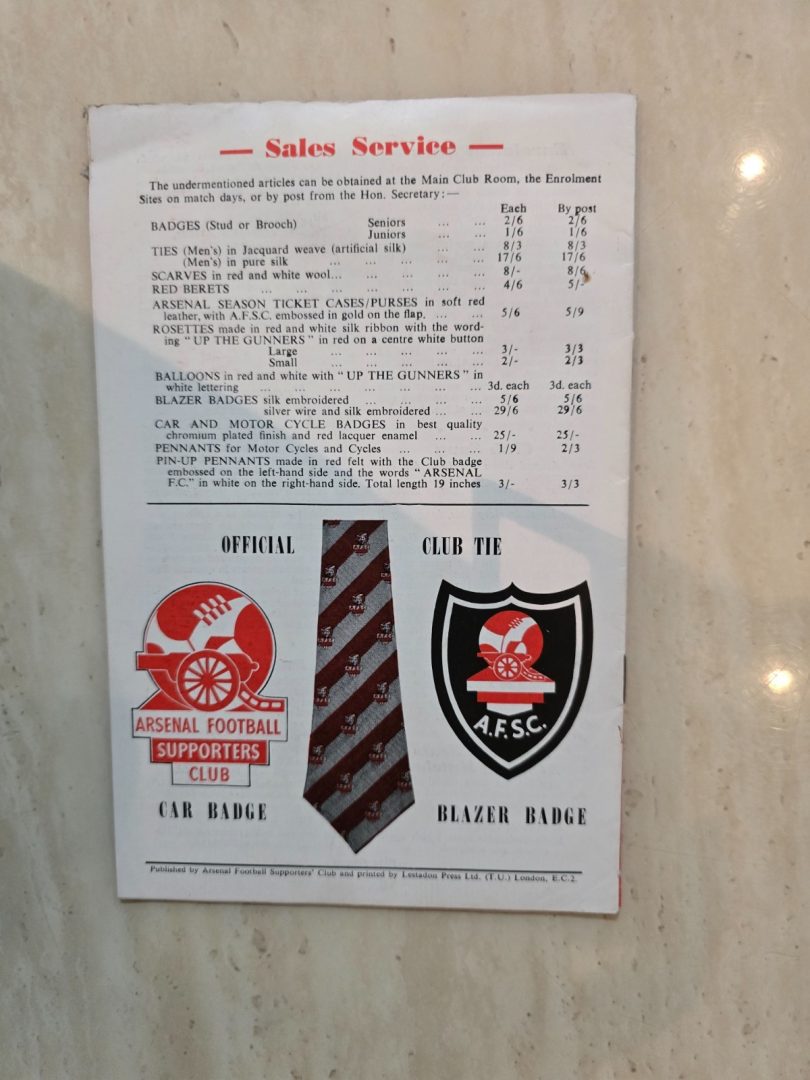 — Sales Service —
The undermentioned articles can be obtained at the Main Club Room, the Enrolment
Sites on match days, or by post from the Hon. Secretary:—
Each By post
BADGES (Stud or Brooch) Seniors ... ... 2/6 2/6
Juniors ... ... 1/6 1/6
TIES (Men's) in Jacquard weave (artificial silk) ... ... 8/3 8/3
(Men's) in pure silk ... ... ... ... ... 17/6 17/6
SCARVES in red and white wool... ... ... ... ... 8/- 8/6
RED BERETS ... ... ... ... ... ... ... 4/6 5/-
ARSENAL SEASON TICKET CASES/PURSES in soft red
leather, with A.F.S.C. embossed in gold on the flap. ... ... 5/6 5/9
ROSETTES made in red and white silk ribbon with the word-
ing "UP THE GUNNERS" in red on a centre white button
Large ... ... ... ... ... 3/- 3/3
Small ... ... ... ... ... 2/- 2/3
BALLOONS in red and white with "UP THE GUNNERS" in
white lettering ... ... ... ... ... ... ... 3d. each 3d. each
BLAZER BADGES silk embroidered ... ... ... ... 5/6 5/6
silver wire and silk embroidered ... ... 29/6 29/6
CAR AND MOTOR CYCLE BADGES in best quality
chromium plated finish and red lacquer enamel ... ... 25/- 25/-
PENNANTS for Motor Cycles and Cycles ... ... ... 1/9 2/3
PIN-UP PENNANTS made in red felt with the Club badge
embossed on the left-hand side and the words "ARSENAL
F.C." in white on the right-hand side. Total length 19 inches 3/- 3/3
OFFICIAL CLUB TIE
ARSENAL FOOTBALL
SUPPORTERS
CLUB
A.F.S.C.
CAR BADGE
BLAZER BADGE
Published by Arsenal Football Supporters' Club and printed by Lestadon Press Ltd. (T.U.) London, E.C.2.